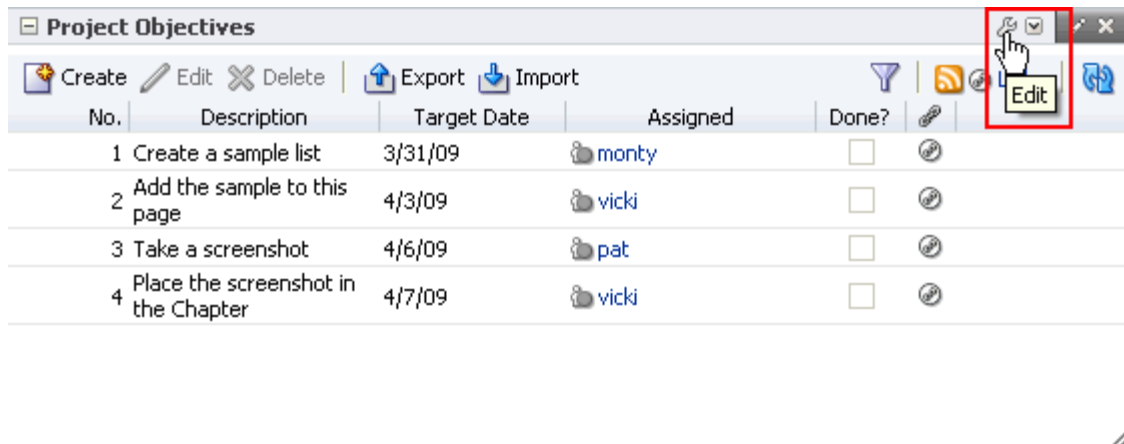 Project Objectives
Create Edit Delete Export Import
Edit
No. Description Target Date Assigned Done?
1 Create a sample list 3/31/09 monty
2 Add the sample to this
page 4/3/09 vicki
3 Take a screenshot 4/6/09 pat
4 Place the screenshot in
the Chapter 4/7/09 vicki